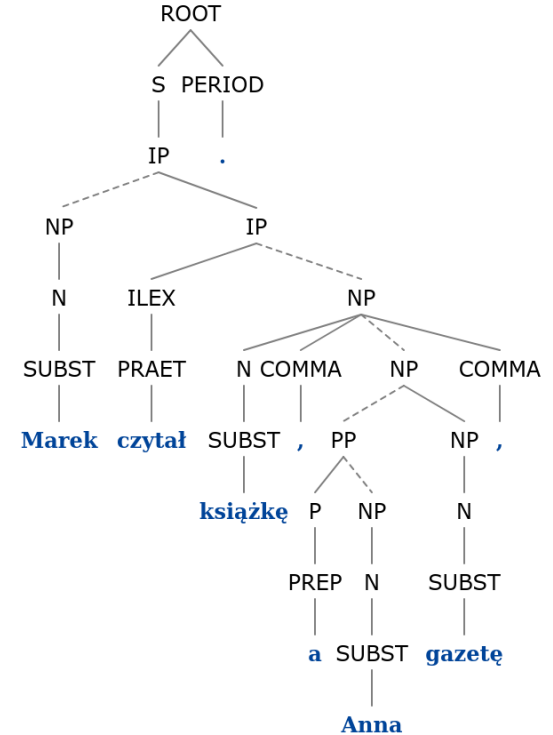 ROOT
S PERIOD
IP .
NP IP
N ILEX NP
SUBST PRAET N COMMA NP COMMA
Marek czytał SUBST , PP NP ,
książkę P NP N
PREP N SUBST
a SUBST gazetę
Anna